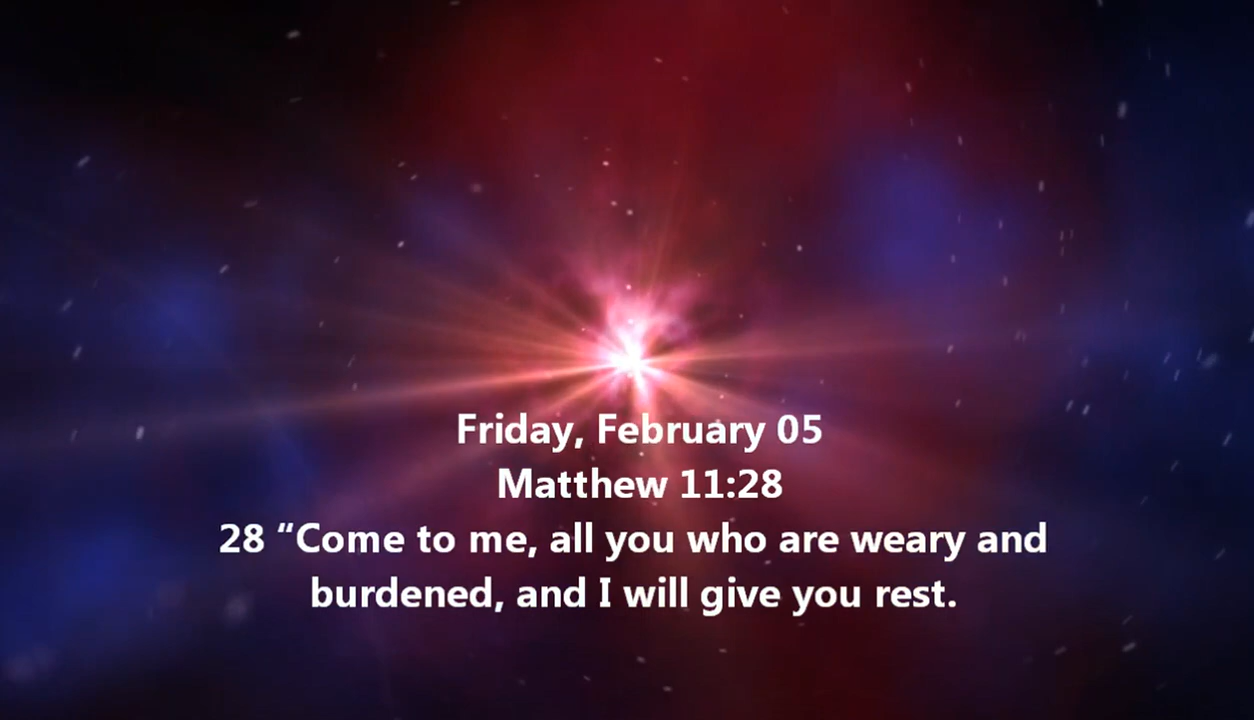 Friday, February 05
Matthew 11:28
28 “Come to me, all you who are weary and
burdened, and I will give you rest.